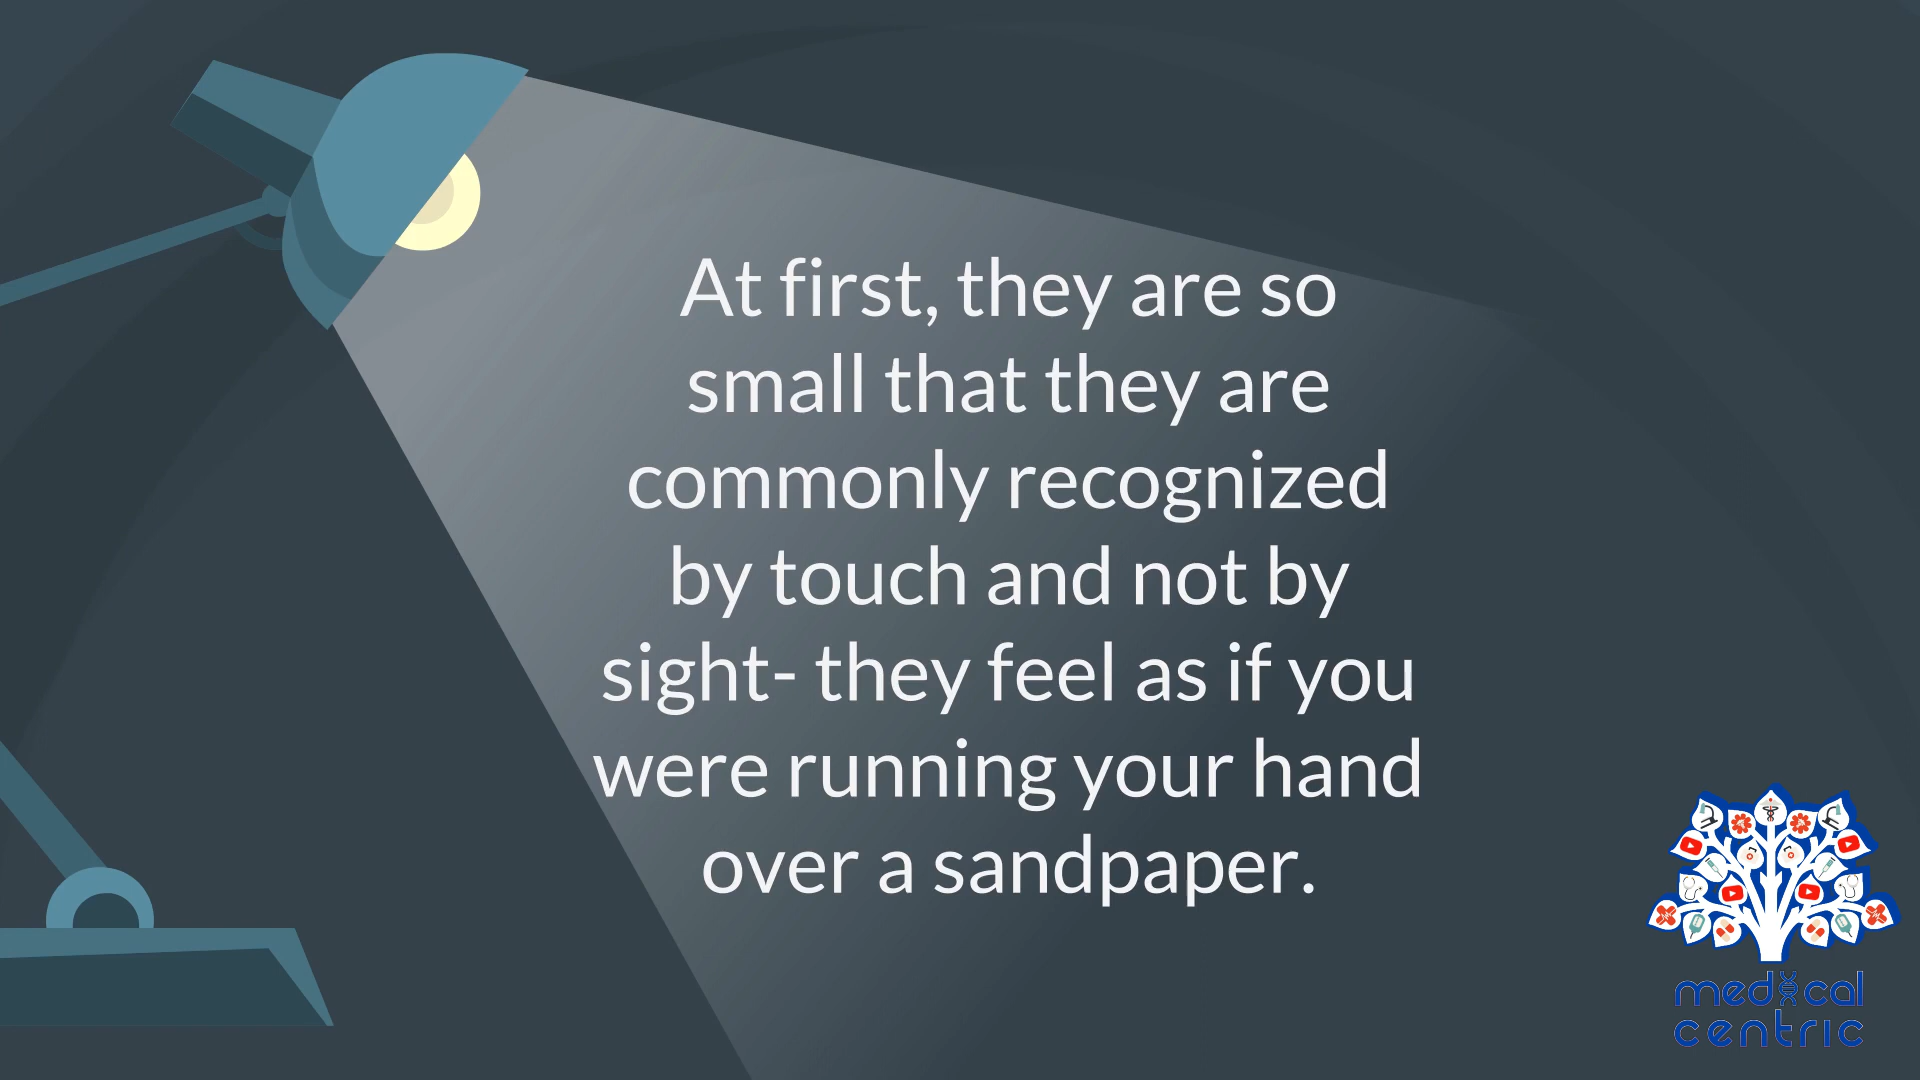 At first, they are so
small that they are
commonly recognized
by touch and not by
sight- they feel as if you
were running your hand
over a sandpaper.
medical
centric